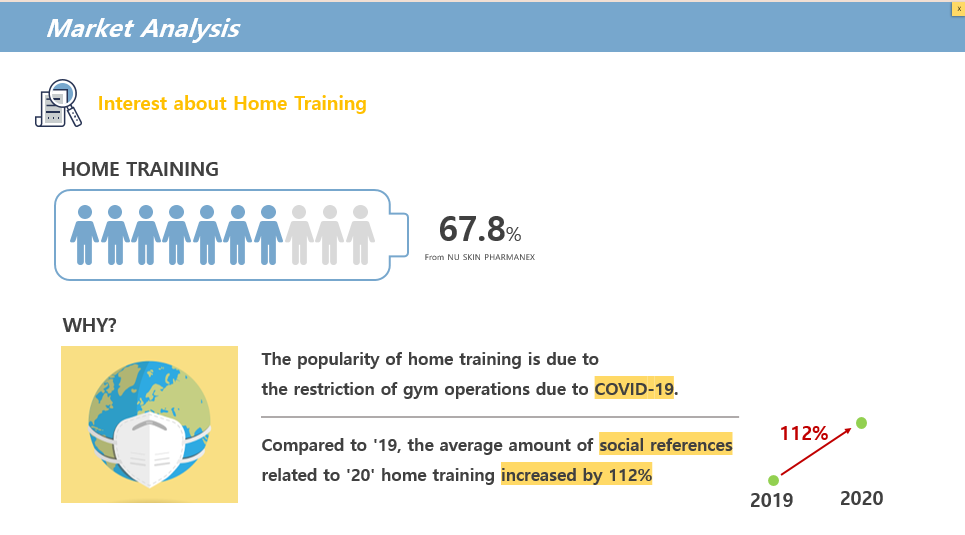 Market Analysis
x
Interest about Home Training
HOME TRAINING
67.8%
From NU SKIN PHARMANEX
WHY?
The popularity of home training is due to
the restriction of gym operations due to COVID-19.
Compared to '19, the average amount of social references
related to '20' home training increased by 112%
112%
2019
2020